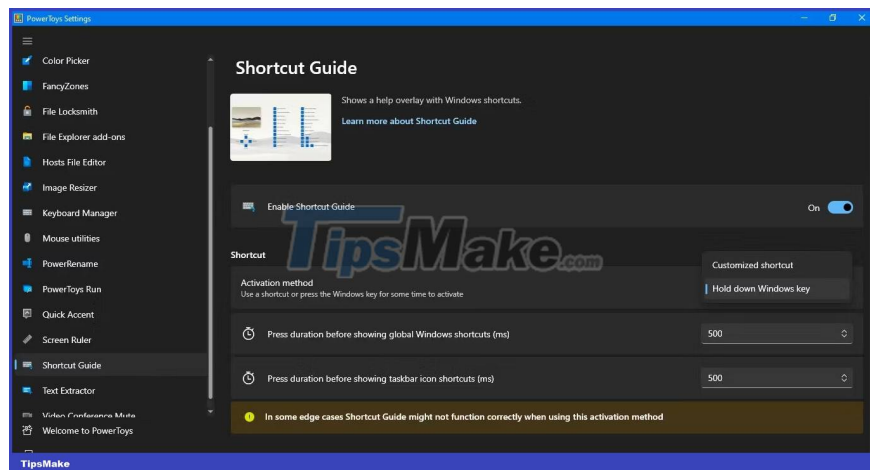 PowerToys Settings
Color Picker
FancyZones
File Locksmith
File Explorer add-ons
Hosts File Editor
Image Resizer
Keyboard Manager
Mouse utilities
PowerRename
PowerToys Run
Quick Accent
Screen Ruler
Shortcut Guide
Text Extractor
Video Conference Mute
Welcome to PowerToys
Shortcut Guide
Shows a help overlay with Windows shortcuts.
Learn more about Shortcut Guide
Enable Shortcut Guide
On
TipsMake.com
Shortcut
Activation method
Use a shortcut or press the Windows key for some time to activate
Customized shortcut
Hold down Windows key
Press duration before showing global Windows shortcuts (ms)
500
Press duration before showing taskbar icon shortcuts (ms)
500
In some edge cases Shortcut Guide might not function correctly when using this activation method
TipsMake